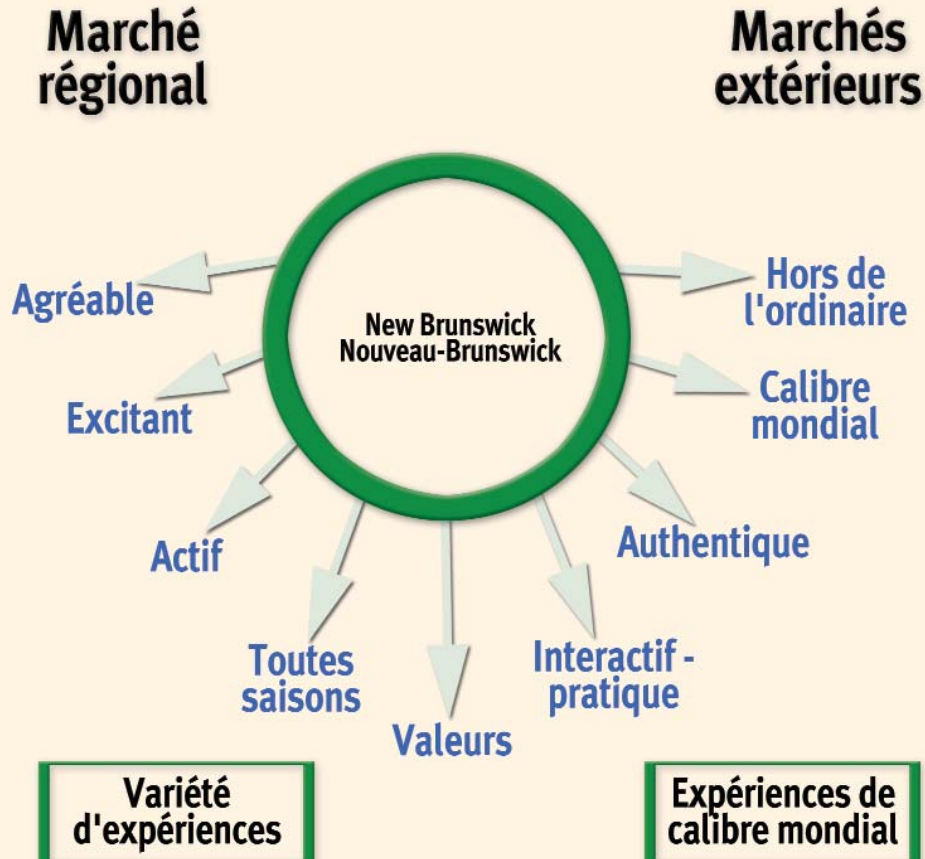 Marché
régional
Marchés
extérieurs
New Brunswick
Nouveau-Brunswick
Agréable
Excitant
Actif
Toutes
saisons
Valeurs
Interactif -
pratique
Authentique
Calibre
mondial
Hors de
l'ordinaire
Variété
d'expériences
Expériences de
calibre mondial